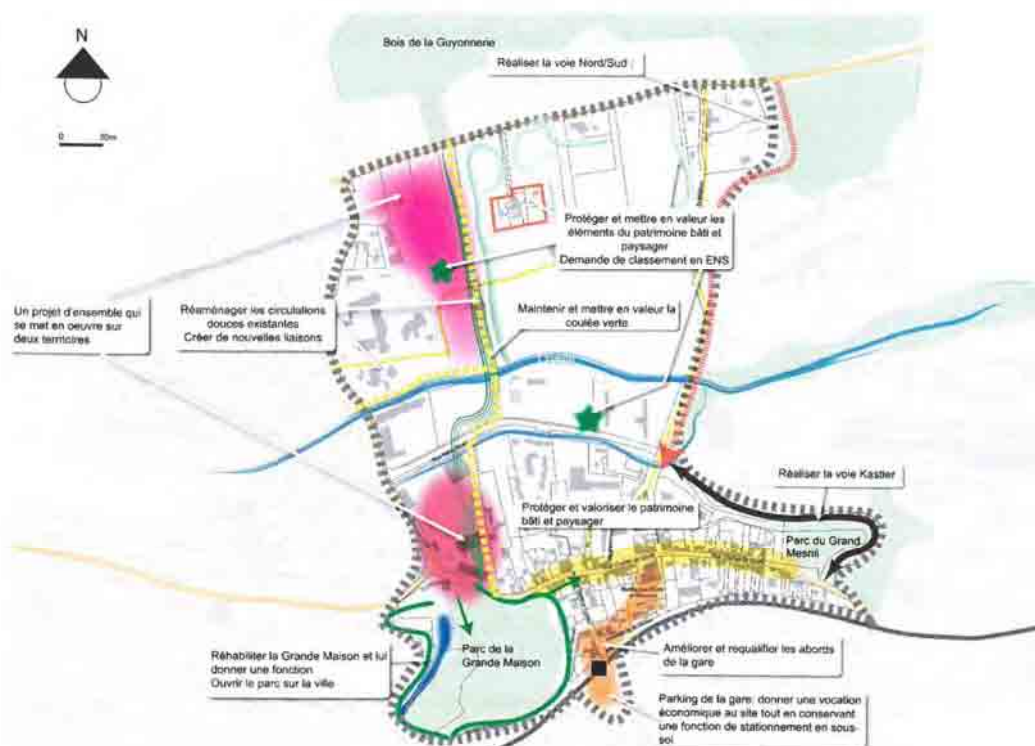 N
Bois de la Guyonnerie
Réaliser la voie Nord/Sud
0
Protéger et mettre en valeur les
éléments du patrimoine bâti et
paysager
Demande de classement en ENS
Un projet d'ensemble qui
se met en oeuvre sur
deux territoires
Réaménager les circulations
douces existantes
Créer de nouvelles liaisons
Maintenir et mettre en valeur la
coulée verte
Réaliser la voie Kastler
Protéger et valoriser le patrimoine
bâti et paysager
Parc du Grand
Mesnil
Réhabiliter la Grande Maison et lui
donner une fonction
Ouvrir le parc sur la ville
Parc de la
Grande Maison
Améliorer et requalifier les abords
de la gare
Parking de la gare: donner une vocation
économique au site tout en conservant
une fonction de stationnement en sous-
sol